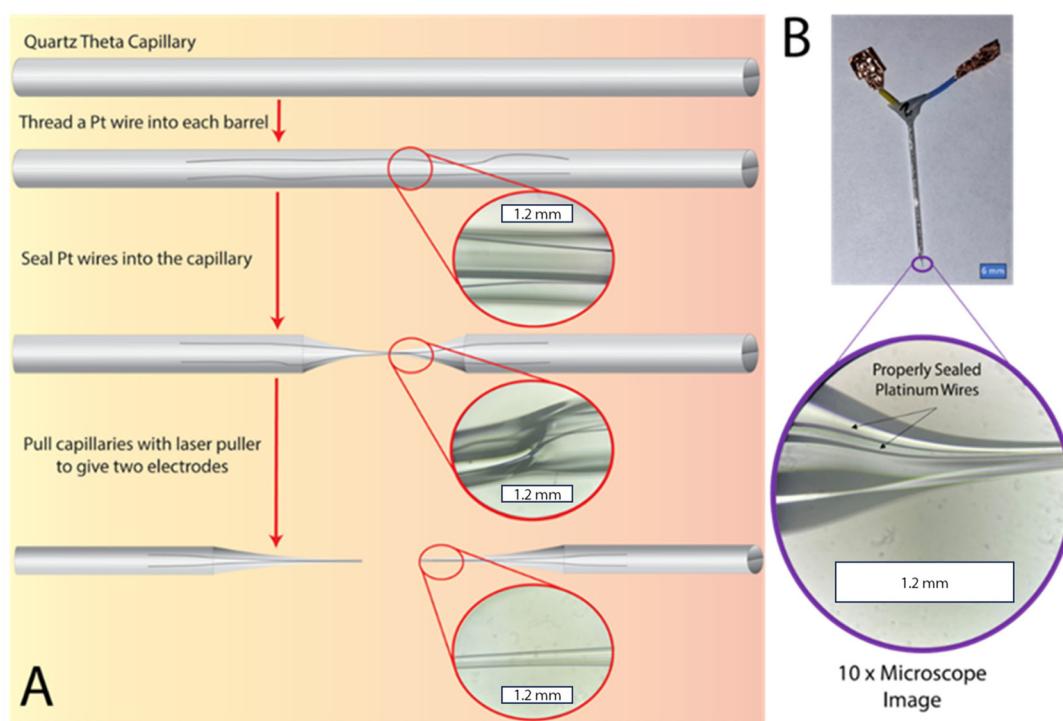 Quartz Theta Capillary
Thread a Pt wire into each barrel
1.2 mm
Seal Pt wires into the capillary
1.2 mm
Pull capillaries with laser puller
to give two electrodes
1.2 mm
A
B
6 mm
Properly Sealed
Platinum Wires
1.2 mm
10 x Microscope
Image